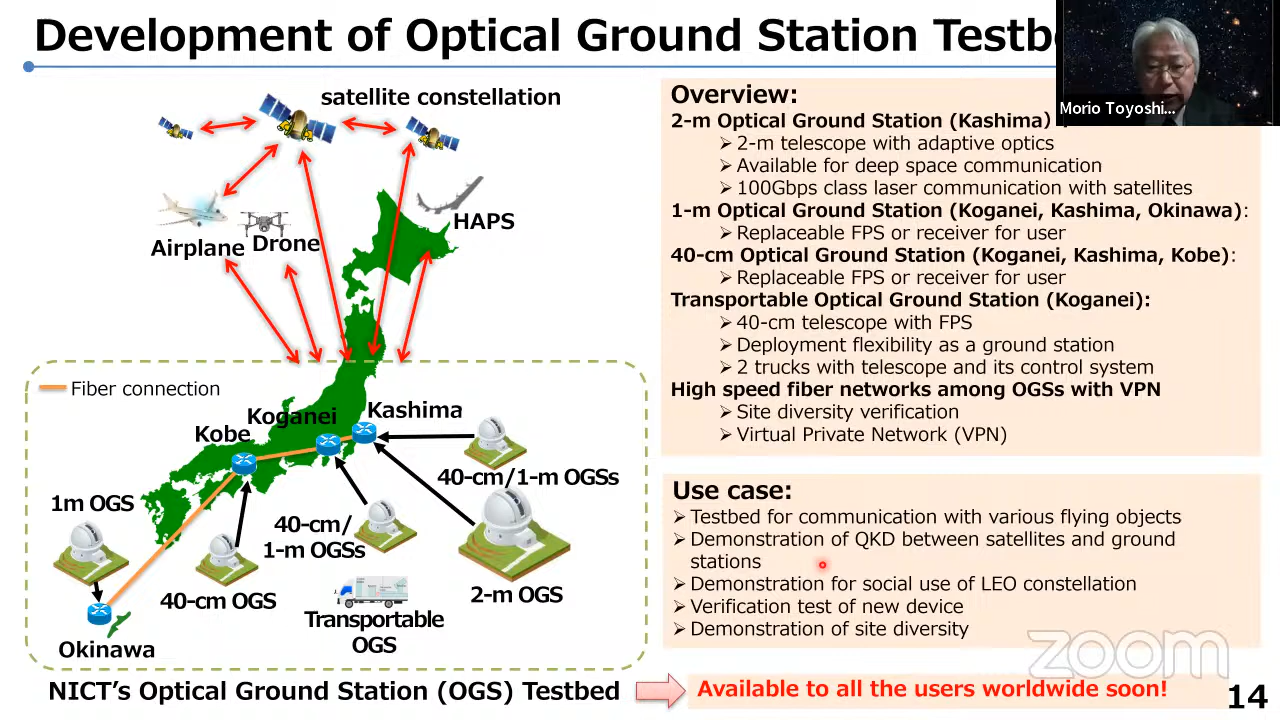 Development of Optical Ground Station Testbe
Morio Toyoshi...
satellite constellation
Airplane
Drone
HAPS
Fiber connection
Koganei
Kashima
Kobe
40-cm/1-m OGSs
1m OGS
40-cm/
1-m OGSs
40-cm OGS
2-m OGS
Transportable
OGS
Okinawa
NICT's Optical Ground Station (OGS) Testbed
Overview:
2-m Optical Ground Station (Kashima)
➢2-m telescope with adaptive optics
➢Available for deep space communication
➢100Gbps class laser communication with satellites
1-m Optical Ground Station (Koganei, Kashima, Okinawa):
➢Replaceable FPS or receiver for user
40-cm Optical Ground Station (Koganei, Kashima, Kobe):
➢Replaceable FPS or receiver for user
Transportable Optical Ground Station (Koganei):
➢40-cm telescope with FPS
➢Deployment flexibility as a ground station
➢2 trucks with telescope and its control system
High speed fiber networks among OGSs with VPN
➢Site diversity verification
➢Virtual Private Network (VPN)
Use case:
➢Testbed for communication with various flying objects
➢Demonstration of QKD between satellites and ground
stations
➢Demonstration for social use of LEO constellation
➢Verification test of new device
➢Demonstration of site diversity
zoom
Available to all the users worldwide soon!
14